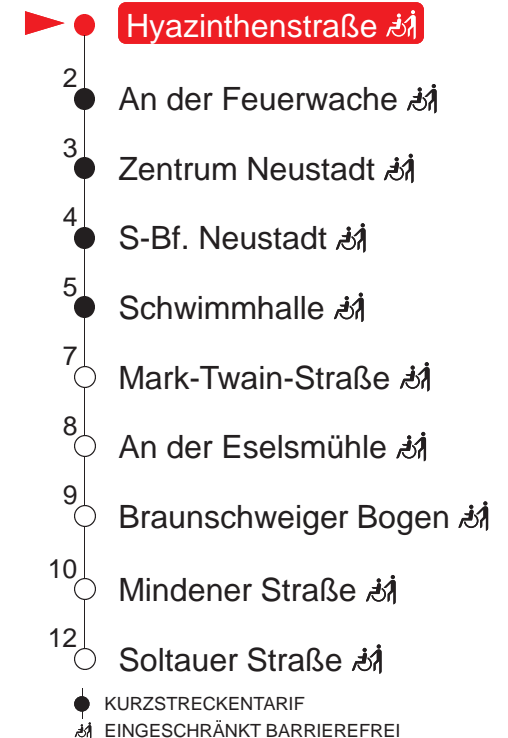 Hyazinthenstraße
2
An der Feuerwache
3
Zentrum Neustadt
4
S-Bf. Neustadt
5
Schwimmhalle
7
Mark-Twain-Straße
8
An der Eselsmühle
9
Braunschweiger Bogen
10
Mindener Straße
12
Soltauer Straße
KURZSTRECKENTARIF
EINGESCHRÄNKT BARRIEREFREI